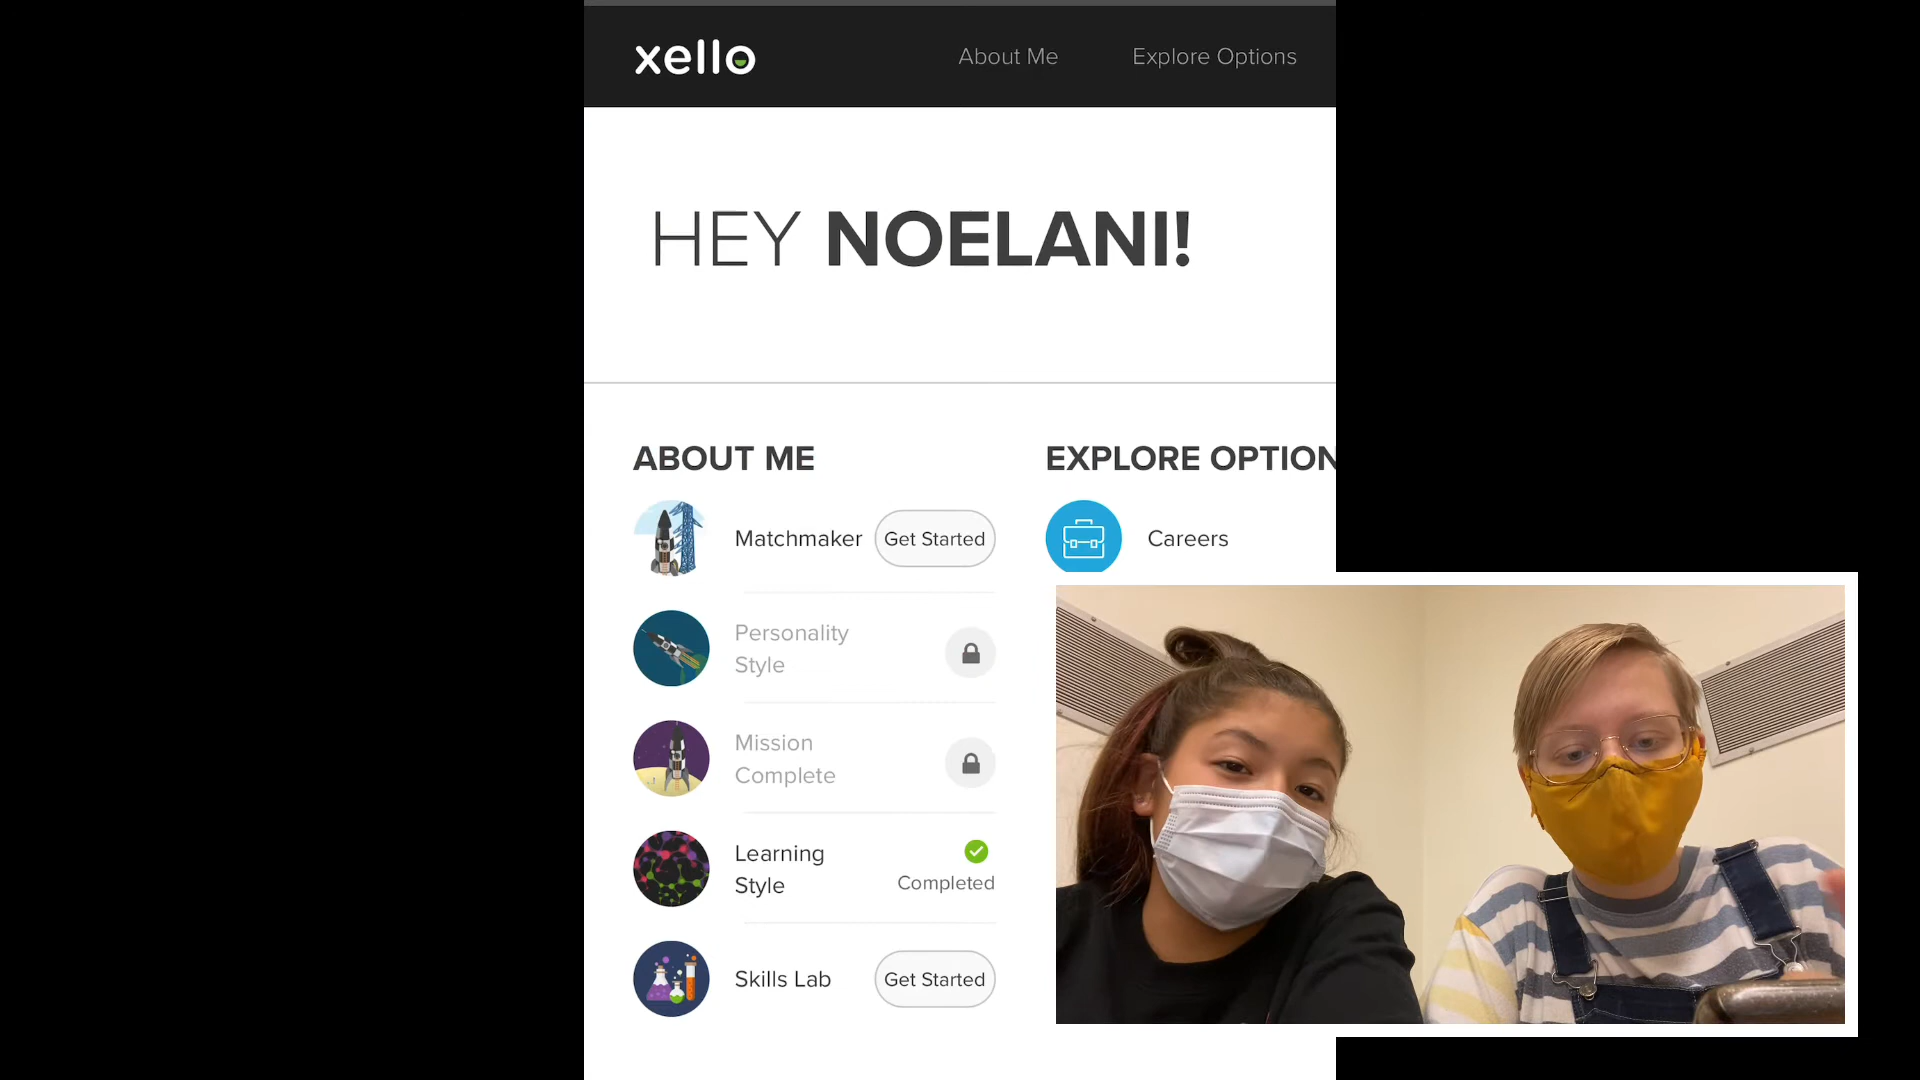 xello
About Me
Explore Options
HEY NOELANI!
ABOUT ME
Matchmaker
Get Started
Personality
Style
Mission
Complete
Learning
Style
Completed
Skills Lab
Get Started
EXPLORE OPTION
Careers